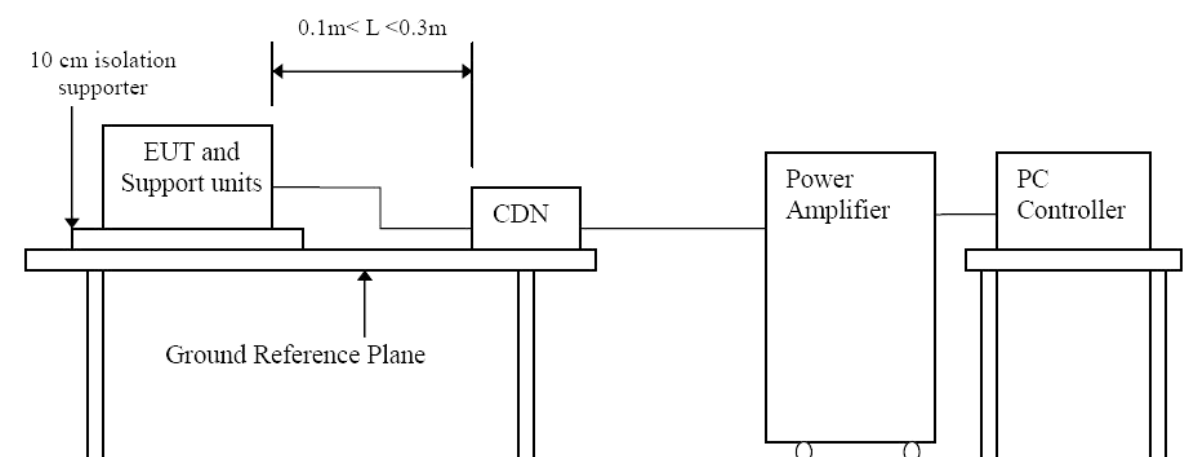 0.1m< L <0.3m
10 cm isolation
supporter
EUT and
Support units
CDN
Power
Amplifier
PC
Controller
Ground Reference Plane